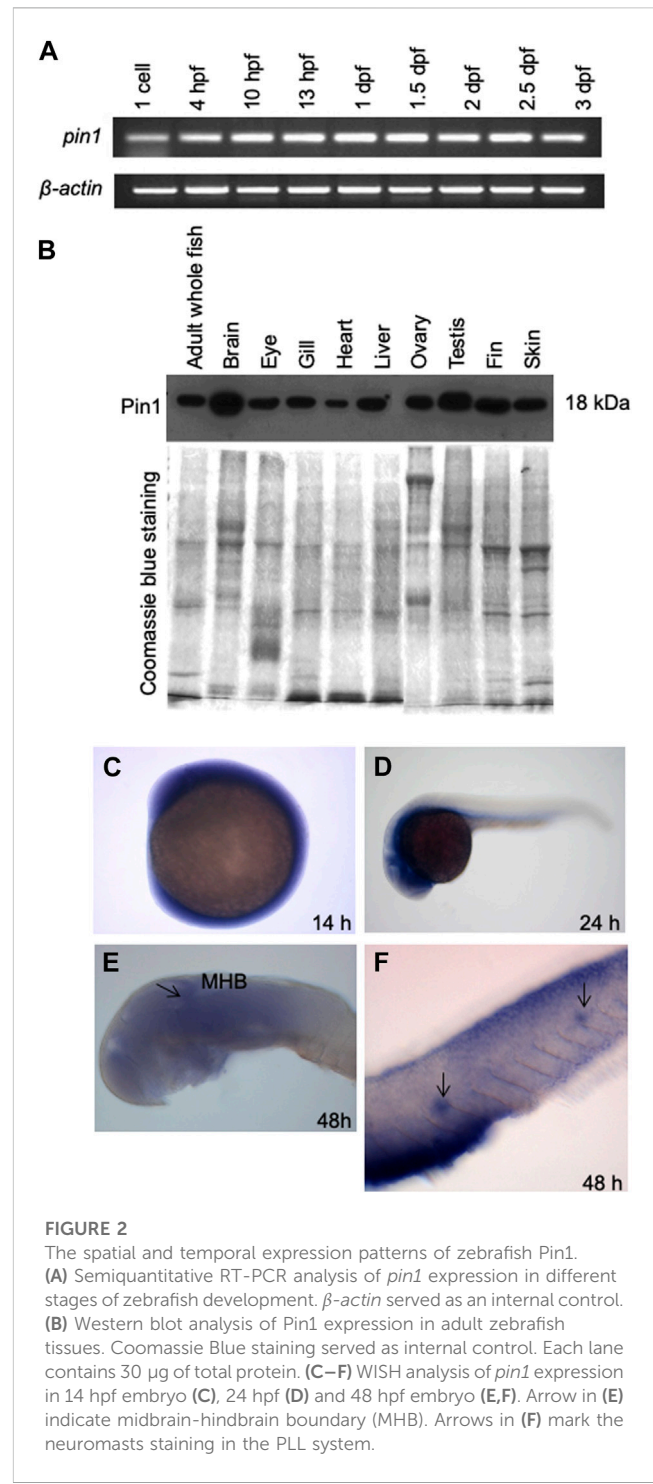 A
1 cell
4 hpf
10 hpf
13 hpf
1 dpf
1.5 dpf
2 dpf
2.5 dpf
3 dpf
pin1
β-actin
B
Adult whole fish
Brain
Eye
Gill
Heart
Liver
Ovary
Testis
Fin
Skin
Pin1
18 kDa
Coomassie blue staining
C
14 h
D
24 h
E
MHB
48h
F
48 h
FIGURE 2
The spatial and temporal expression patterns of zebrafish Pin1.
(A) Semiquantitative RT-PCR analysis of pin1 expression in different
stages of zebrafish development. β-actin served as an internal control.
(B) Western blot analysis of Pin1 expression in adult zebrafish
tissues. Coomassie Blue staining served as internal control. Each lane
contains 30 μg of total protein. (C–F) WISH analysis of pin1 expression
in 14 hpf embryo (C), 24 hpf (D) and 48 hpf embryo (E,F). Arrow in (E)
indicate midbrain-hindbrain boundary (MHB). Arrows in (F) mark the
neuromasts staining in the PLL system.